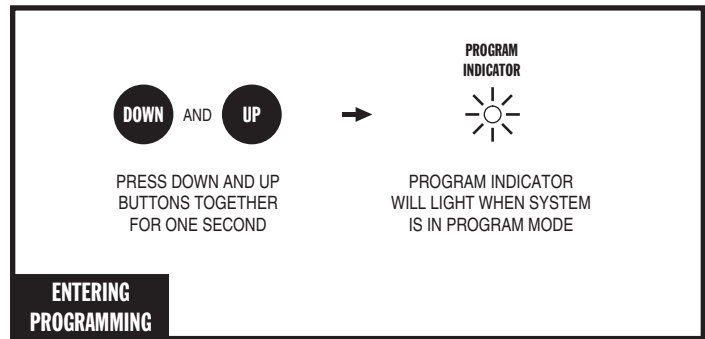 PROGRAM
INDICATOR
DOWN AND UP
PRESS DOWN AND UP
BUTTONS TOGETHER
FOR ONE SECOND
PROGRAM INDICATOR
WILL LIGHT WHEN SYSTEM
IS IN PROGRAM MODE
ENTERING
PROGRAMMING